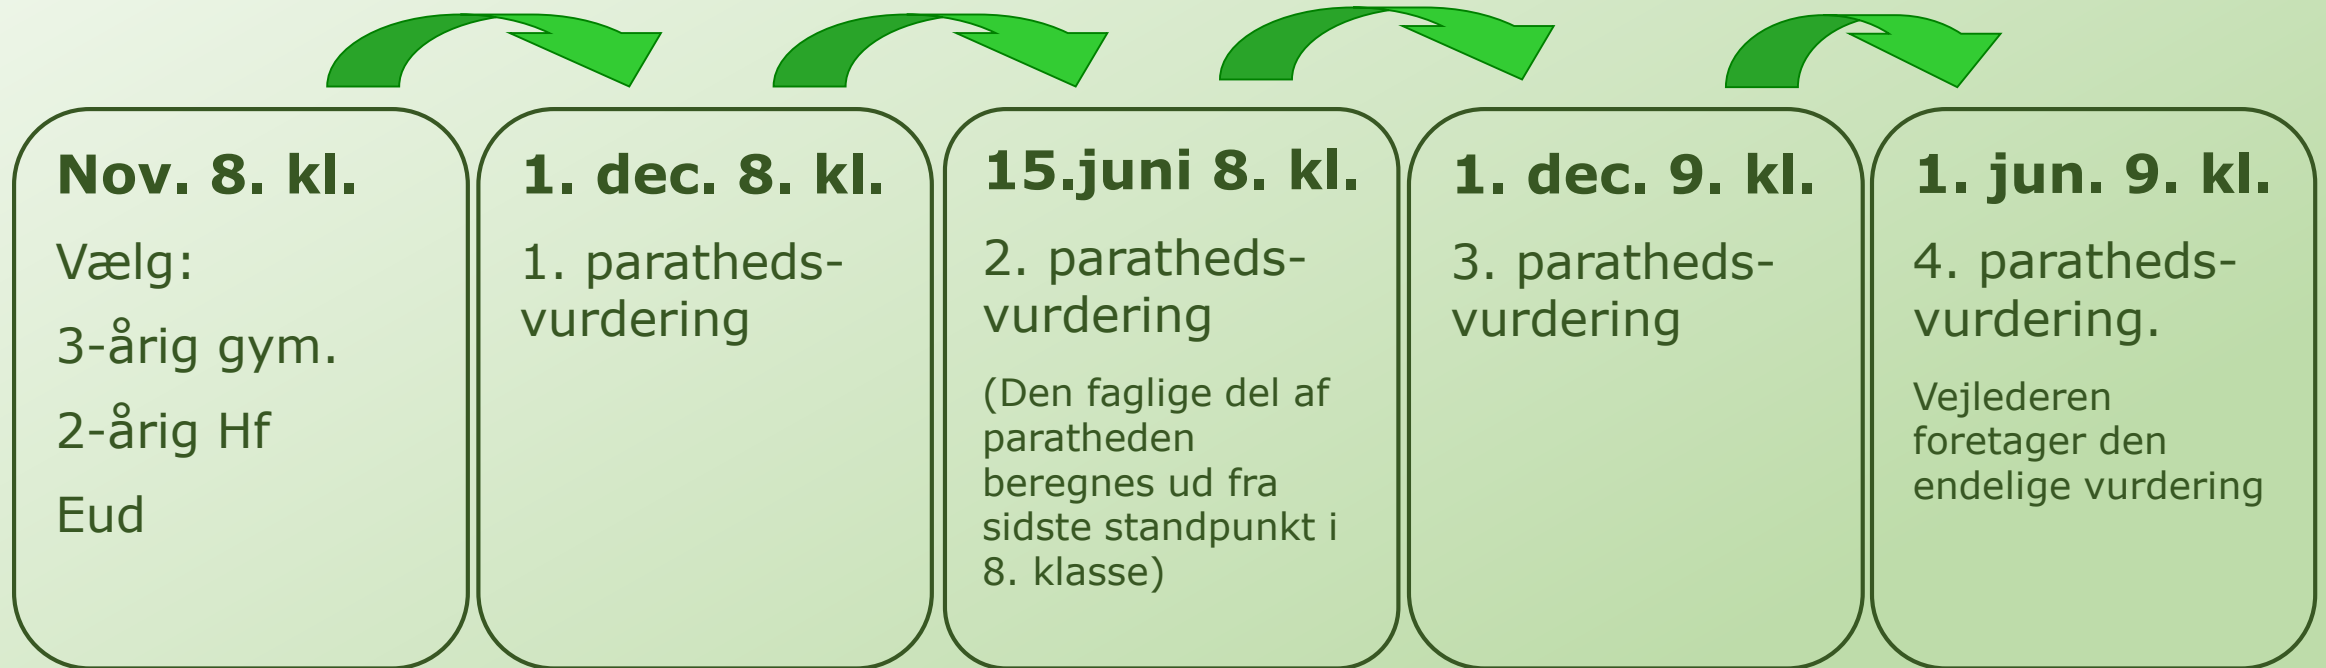 Nov. 8. kl.
Vælg:
3-årig gym.
2-årig Hf
Eud
1. dec. 8. kl.
1. paratheds-
vurdering
15.juni 8. kl.
2. paratheds-
vurdering
(Den faglige del af
paratheden
beregnes ud fra
sidste standpunkt i
8. klasse)
1. dec. 9. kl.
3. paratheds-
vurdering
1. jun. 9. kl.
4. paratheds-
vurdering.
Vejlederen
foretager den
endelige vurdering